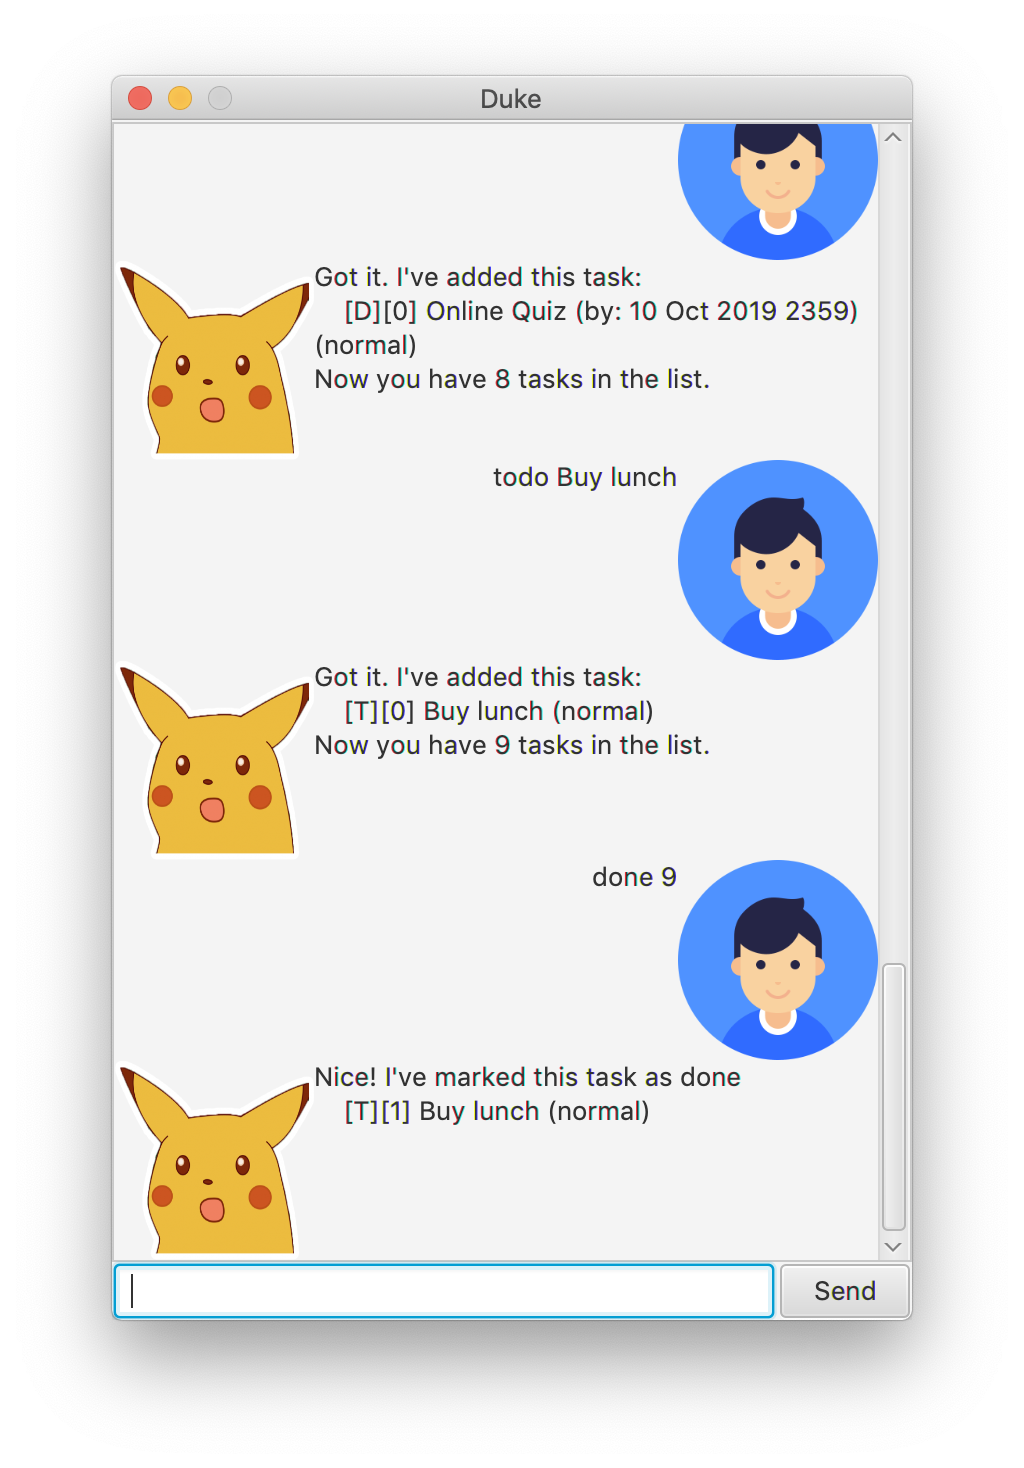 Duke
Got it. I've added this task:
[D][0] Online Quiz (by: 10 Oct 2019 2359)
(normal)
Now you have 8 tasks in the list.
todo Buy lunch
Got it. I've added this task:
[T][0] Buy lunch (normal)
Now you have 9 tasks in the list.
done 9
Nice! I've marked this task as done
[T][1] Buy lunch (normal)
Send